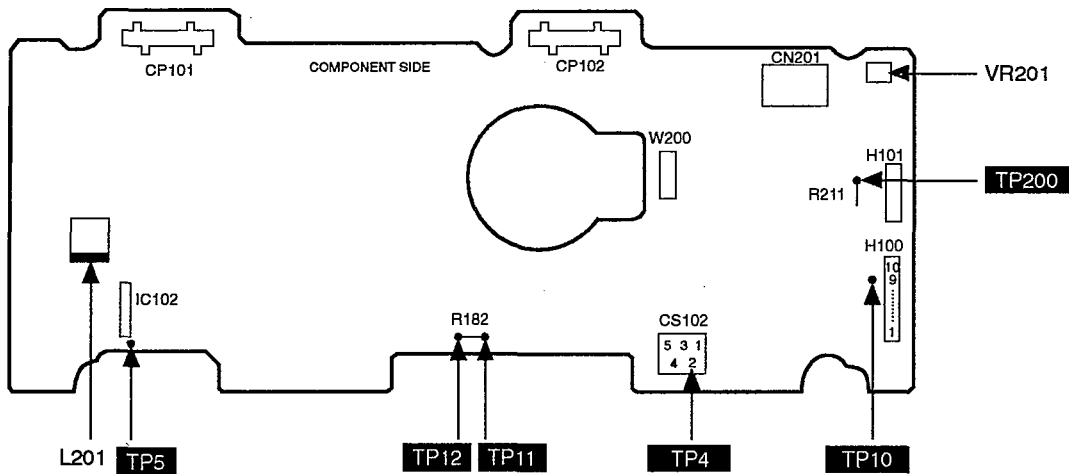 CP101
COMPONENT SIDE
CP102
CN201
VR201
W200
H101
R211
TP200
H100
10
9
1
IC102
R182
CS102
5 3 1
4 2
L201
TP5
TP12
TP11
TP4
TP10